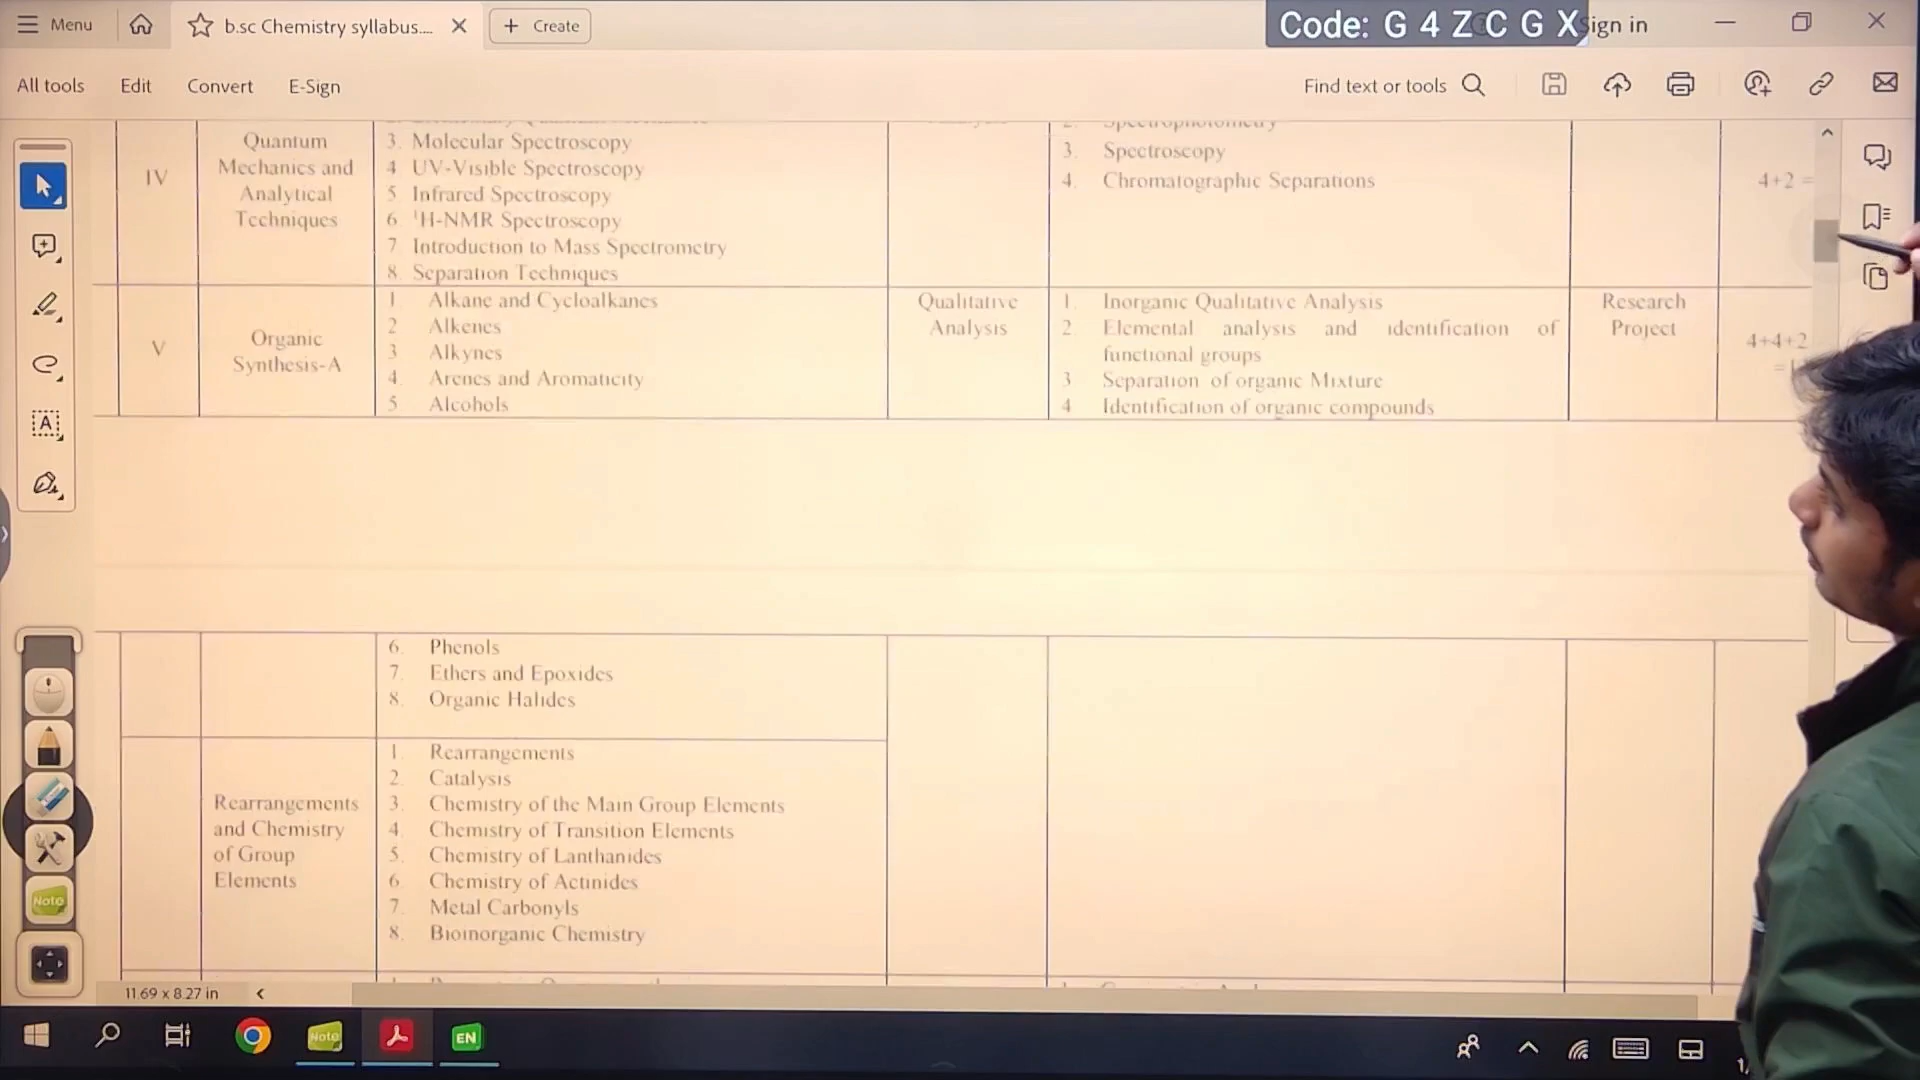 Menu
b.sc Chemistry syllabus....
Create
Code: G 4 Z C G X
Sign in
All tools
Edit
Convert
E-Sign
Find text or tools
IV
Quantum
Mechanics and
Analytical
Techniques
3. Molecular Spectroscopy
4 UV-Visible Spectroscopy
5 Infrared Spectroscopy
6 ¹H-NMR Spectroscopy
7 Introduction to Mass Spectrometry
8. Separation Techniques
2. Spectrophotometry
3. Spectroscopy
4. Chromatographic Separations
4+2 =
V
Organic
Synthesis-A
1 Alkane and Cycloalkanes
2 Alkenes
3 Alkynes
4. Arenes and Aromaticity
5 Alcohols
Qualitative
Analysis
1. Inorganic Qualitative Analysis
2 Elemental analysis and identification of
functional groups
3 Separation of organic Mixture
4 Identification of organic compounds
Research
Project
4+4+2
=
6. Phenols
7. Ethers and Epoxides
8. Organic Halides
Rearrangements
and Chemistry
of Group
Elements
1. Rearrangements
2. Catalysis
3. Chemistry of the Main Group Elements
4. Chemistry of Transition Elements
5. Chemistry of Lanthanides
6. Chemistry of Actinides
7. Metal Carbonyls
8. Bioinorganic Chemistry
Note
11.69 x 8.27 in
Note
EN